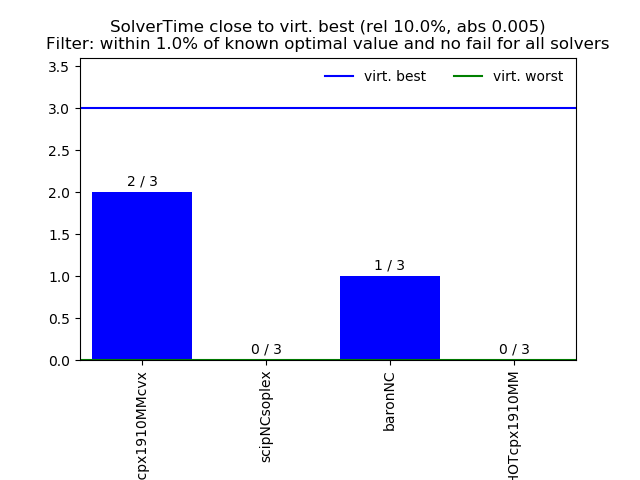 SolverTime close to virt. best (rel 10.0%, abs 0.005)
Filter: within 1.0% of known optimal value and no fail for all solvers
3.5
3.0
2.5
2.0
1.5
1.0
0.5
0.0
virt. best
virt. worst
2 / 3
0 / 3
1 / 3
0 / 3
cpx1910MMcvx
scipNCsoplex
baronNC
HOTcpx1910MM